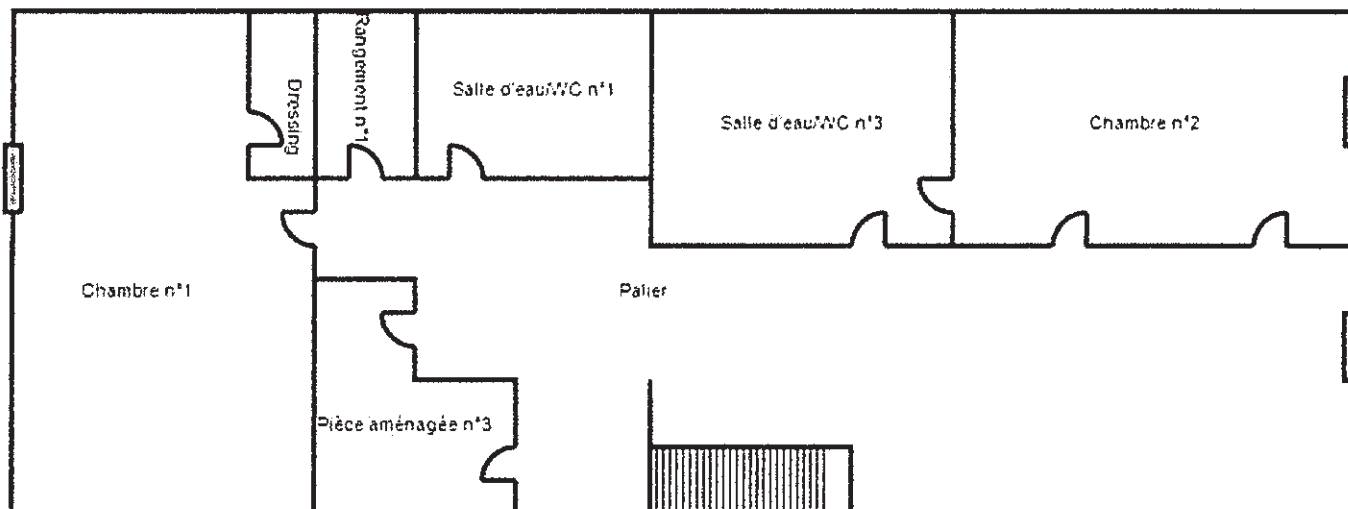 Dressing
Rangement n°1
Salle d'eau/WC n°1
Salle d'eau/WC n°3
Chambre n°2
Chambre n°1
Palier
Pièce aménagée n°3